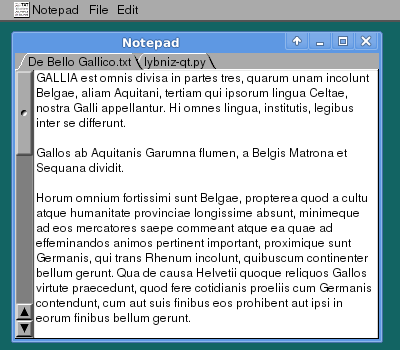 Notepad File Edit
Notepad
De Bello Gallico.txt lybniz-qt.py
GALLIA est omnis divisa in partes tres, quarum unam incolunt
Belgae, aliam Aquitani, tertiam qui ipsorum lingua Celtae,
nostra Galli appellantur. Hi omnes lingua, institutis, legibus
inter se differunt.
Gallos ab Aquitanis Garumna flumen, a Belgis Matrona et
Sequana dividit.
Horum omnium fortissimi sunt Belgae, propterea quod a cultu
atque humanitate provinciae longissime absunt, minimeque
ad eos mercatores saepe commeant atque ea quae ad
effeminandos animos pertinent important, proximique sunt
Germanis, qui trans Rhenum incolunt, quibuscum continenter
bellum gerunt. Qua de causa Helvetii quoque reliquos Gallos
virtute praecedunt, quod fere cotidianis proeliis cum Germanis
contendunt, cum aut suis finibus eos prohibent aut ipsi in
eorum finibus bellum gerunt.